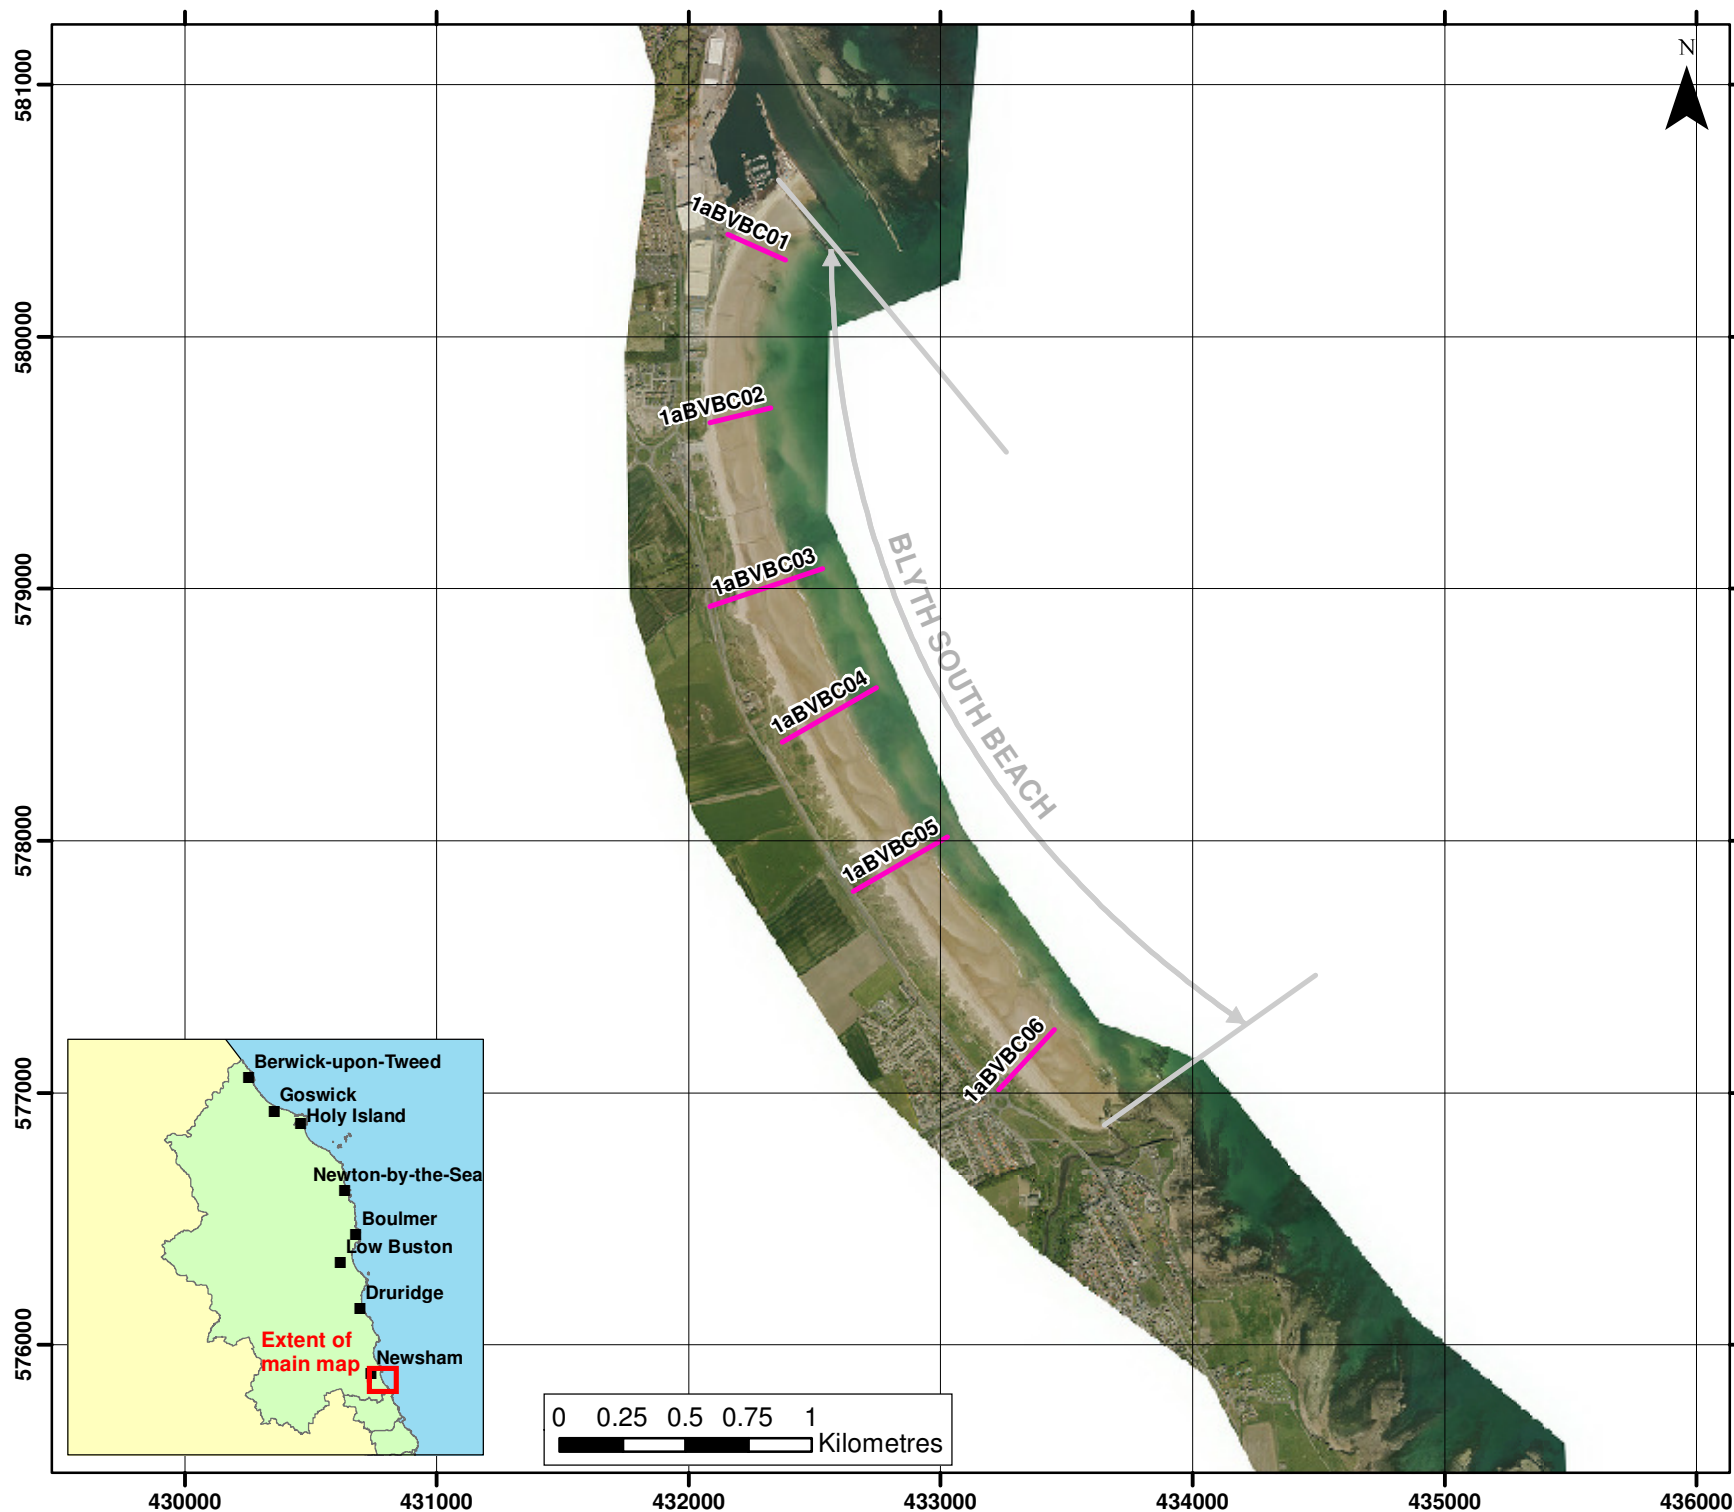 N
581000
580000
579000
578000
577000
576000
1aBVBC01
1aBVBC02
1aBVBC03
1aBVBC04
1aBVBC05
1aBVBC06
BLYTH SOUTH BEACH
Berwick-upon-Tweed
Goswick
Holy Island
Newton-by-the-Sea
Boulmer
Low Buston
Druridge
Extent of
main map
Newsham
0 0.25 0.5 0.75 1
Kilometres
430000 431000 432000 433000 434000 435000 436000